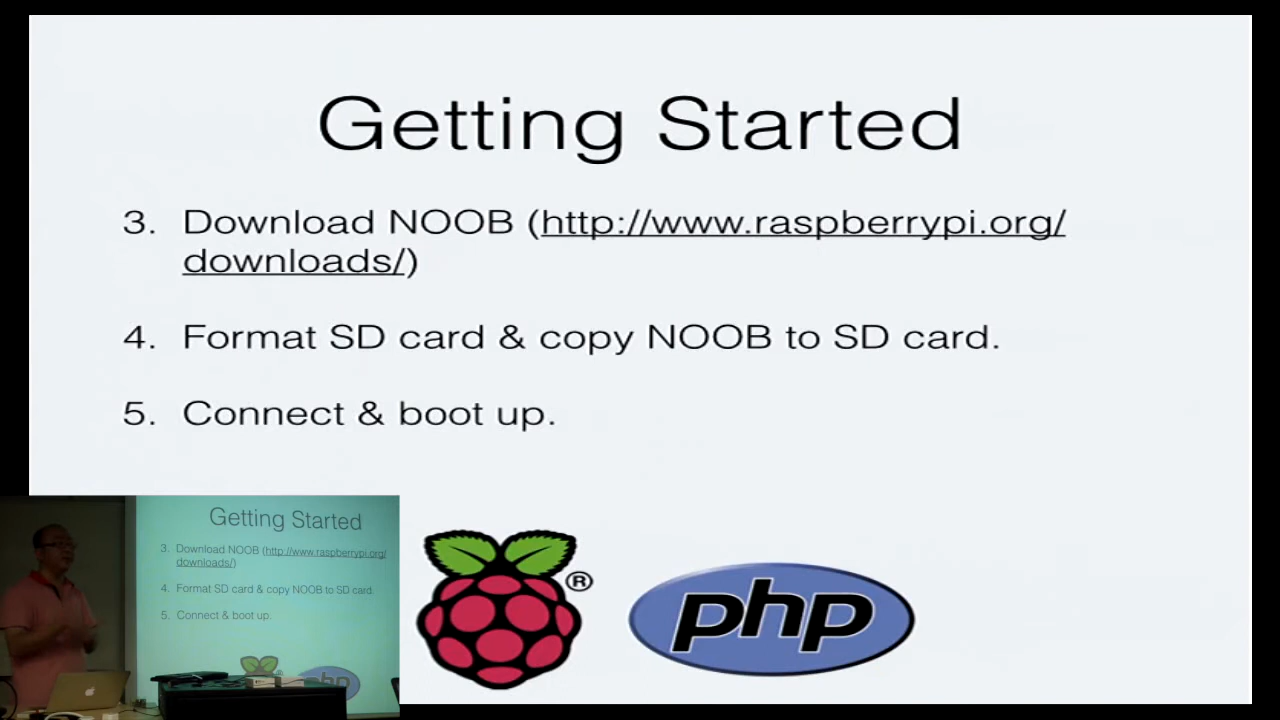 Getting Started
3. Download NOOB (http://www.raspberrypi.org/
downloads/)
4. Format SD card & copy NOOB to SD card.
5. Connect & boot up.
Getting Started
3. Download NOOB (http://www.raspberrypi.org/
downloads/)
4. Format SD card & copy NOOB to SD card.
5. Connect & boot up.
php
®
php